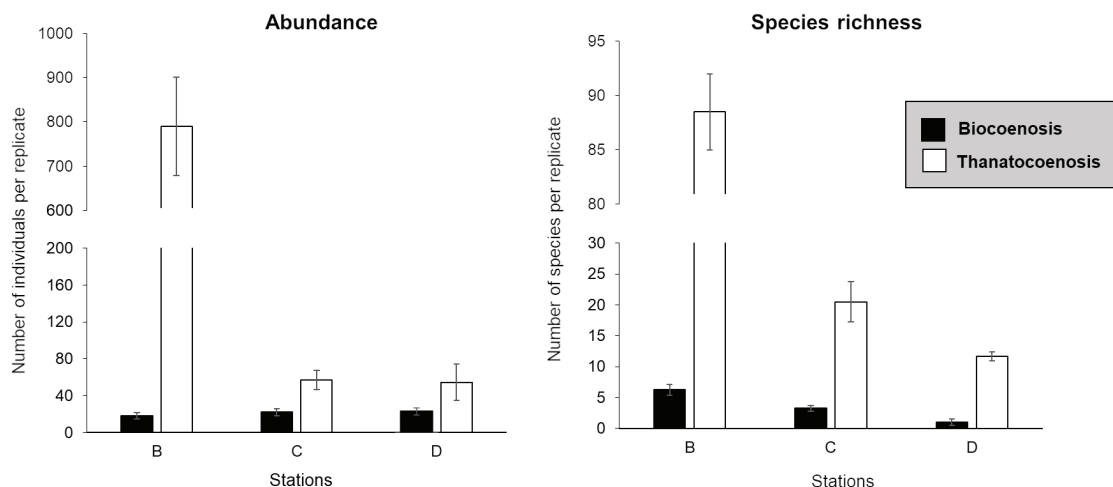 Abundance
Number of individuals per replicate
1000
900
800
700
600
200
160
120
80
40
0
B
C
D
Stations
Species richness
Number of species per replicate
95
90
85
80
30
25
20
15
10
5
0
B
C
D
Stations
Biocoenosis
Thanatocoenosis